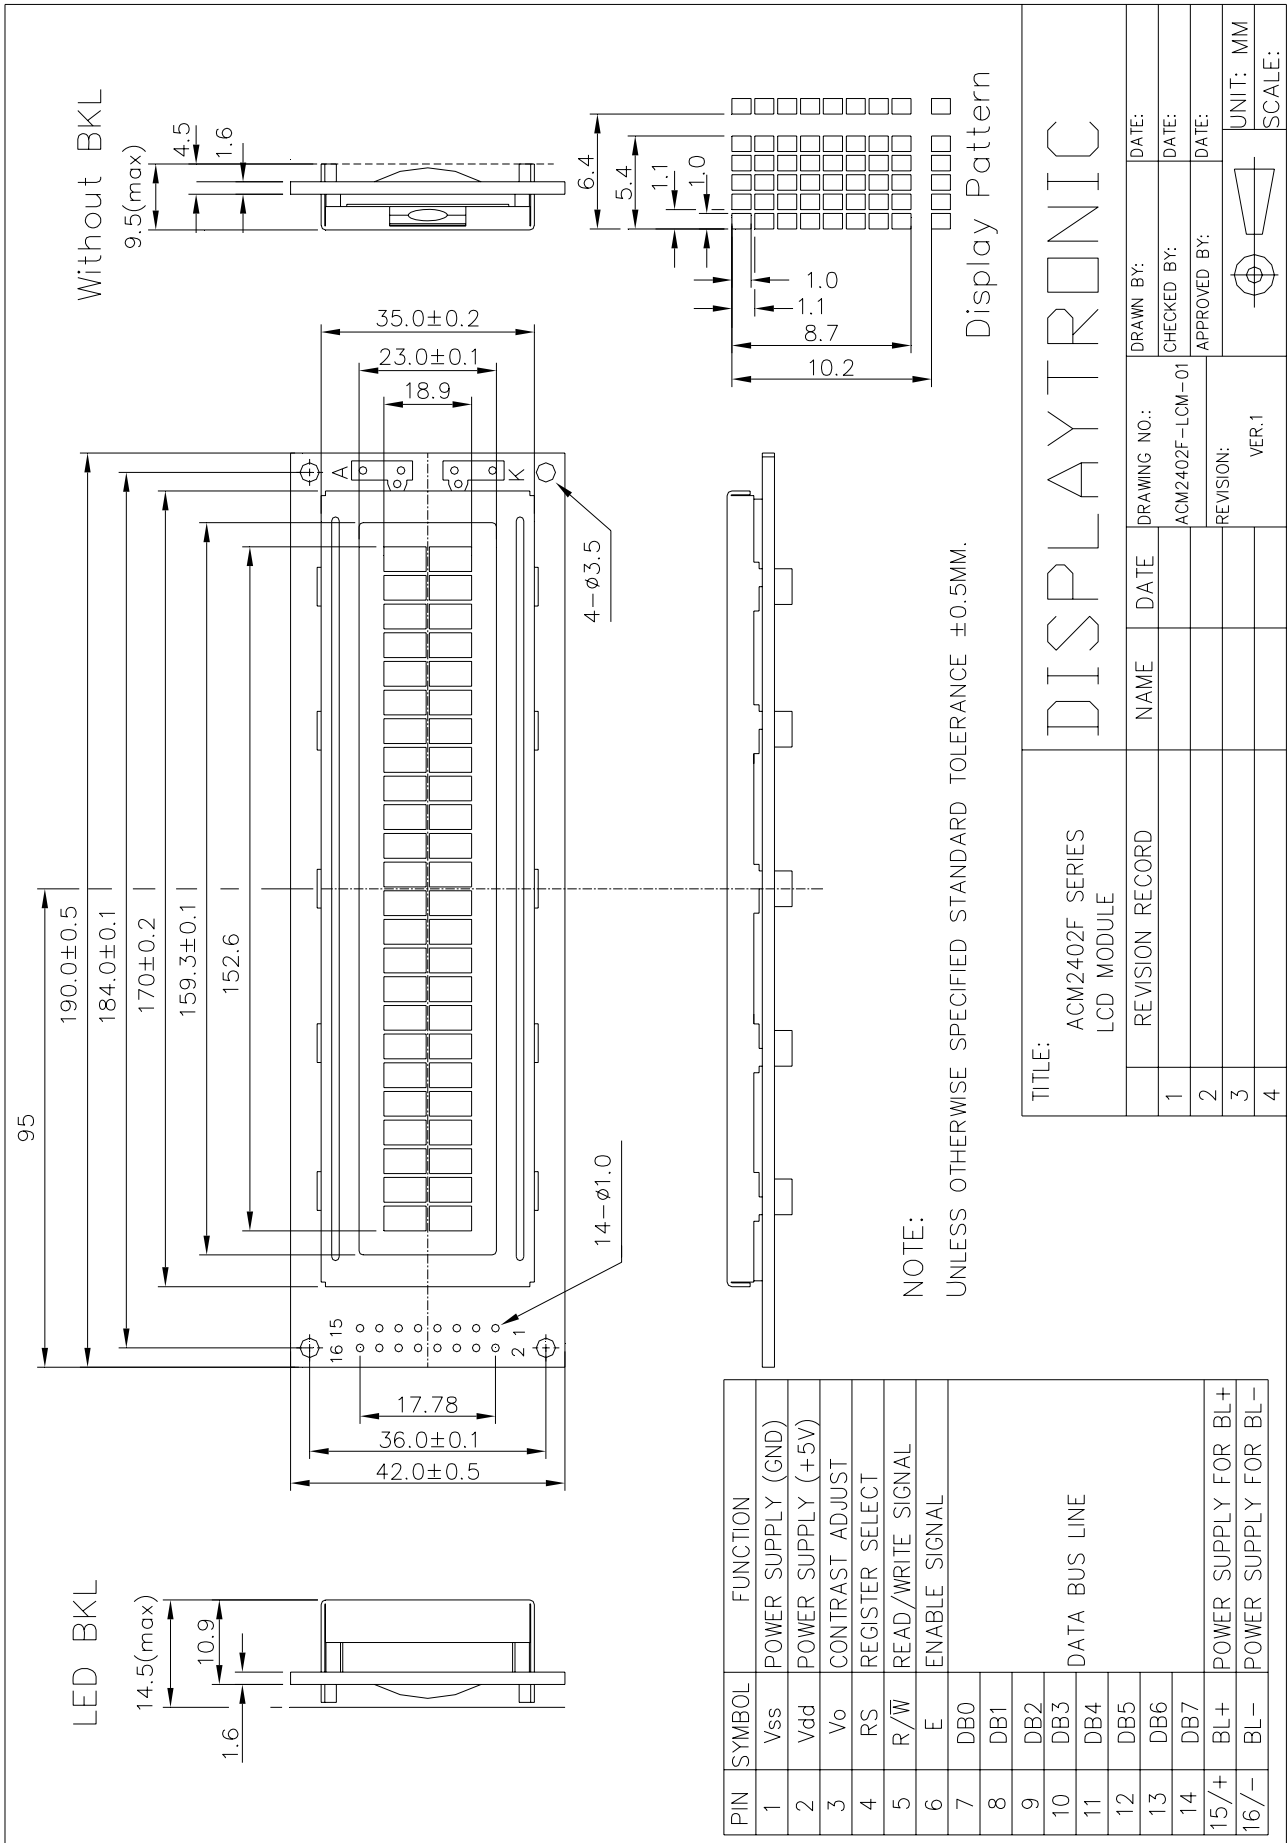 LED BKL
14.5(max)
10.9
1.6
95
190.0±0.5
184.0±0.1
170±0.2
159.3±0.1
152.6
42.0±0.5
36.0±0.1
17.78
16 15
2 1
14-ø1.0
A
K
4-ø3.5
35.0±0.2
23.0±0.1
18.9
Without BKL
9.5(max)
4.5
1.6
6.4
5.4
1.1
1.0
1.0
1.1
8.7
10.2
Display Pattern
NOTE:
UNLESS OTHERWISE SPECIFIED STANDARD TOLERANCE ±0.5MM.
PIN SYMBOL FUNCTION
1 Vss POWER SUPPLY (GND)
2 Vdd POWER SUPPLY (+5V)
3 Vo CONTRAST ADJUST
4 RS REGISTER SELECT
5 R/W̅ READ/WRITE SIGNAL
6 E ENABLE SIGNAL
7 DB0
8 DB1
9 DB2
10 DB3 DATA BUS LINE
11 DB4
12 DB5
13 DB6
14 DB7
15/+ BL+ POWER SUPPLY FOR BL+
16/- BL- POWER SUPPLY FOR BL-
TITLE:
ACM2402F SERIES
LCD MODULE
DISPLAYTRONIC
REVISION RECORD NAME DATE
1
2
3
4
DRAWING NO.:
ACM2402F-LCM-01
REVISION:
VER.1
DRAWN BY: DATE:
CHECKED BY: DATE:
APPROVED BY: DATE:
UNIT: MM
SCALE: